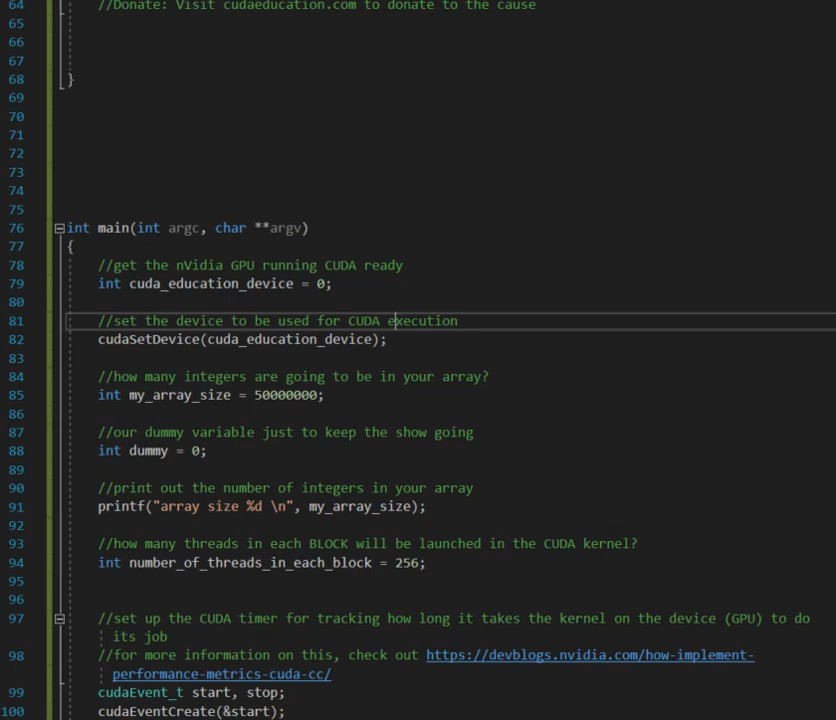 64 //Donate: Visit cudaeducation.com to donate to the cause
65
66
67
68 }
69
70
71
72
73
74
75
76 int main(int argc, char **argv)
77 {
78 //get the nVidia GPU running CUDA ready
79 int cuda_education_device = 0;
80
81 //set the device to be used for CUDA execution
82 cudaSetDevice(cuda_education_device);
83
84 //how many integers are going to be in your array?
85 int my_array_size = 50000000;
86
87 //our dummy variable just to keep the show going
88 int dummy = 0;
89
90 //print out the number of integers in your array
91 printf("array size %d \n", my_array_size);
92
93 //how many threads in each BLOCK will be launched in the CUDA kernel?
94 int number_of_threads_in_each_block = 256;
95
96
97 //set up the CUDA timer for tracking how long it takes the kernel on the device (GPU) to do
its job
98 //for more information on this, check out https://devblogs.nvidia.com/how-implement-
performance-metrics-cuda-cc/
99 cudaEvent_t start, stop;
100 cudaEventCreate(&start);